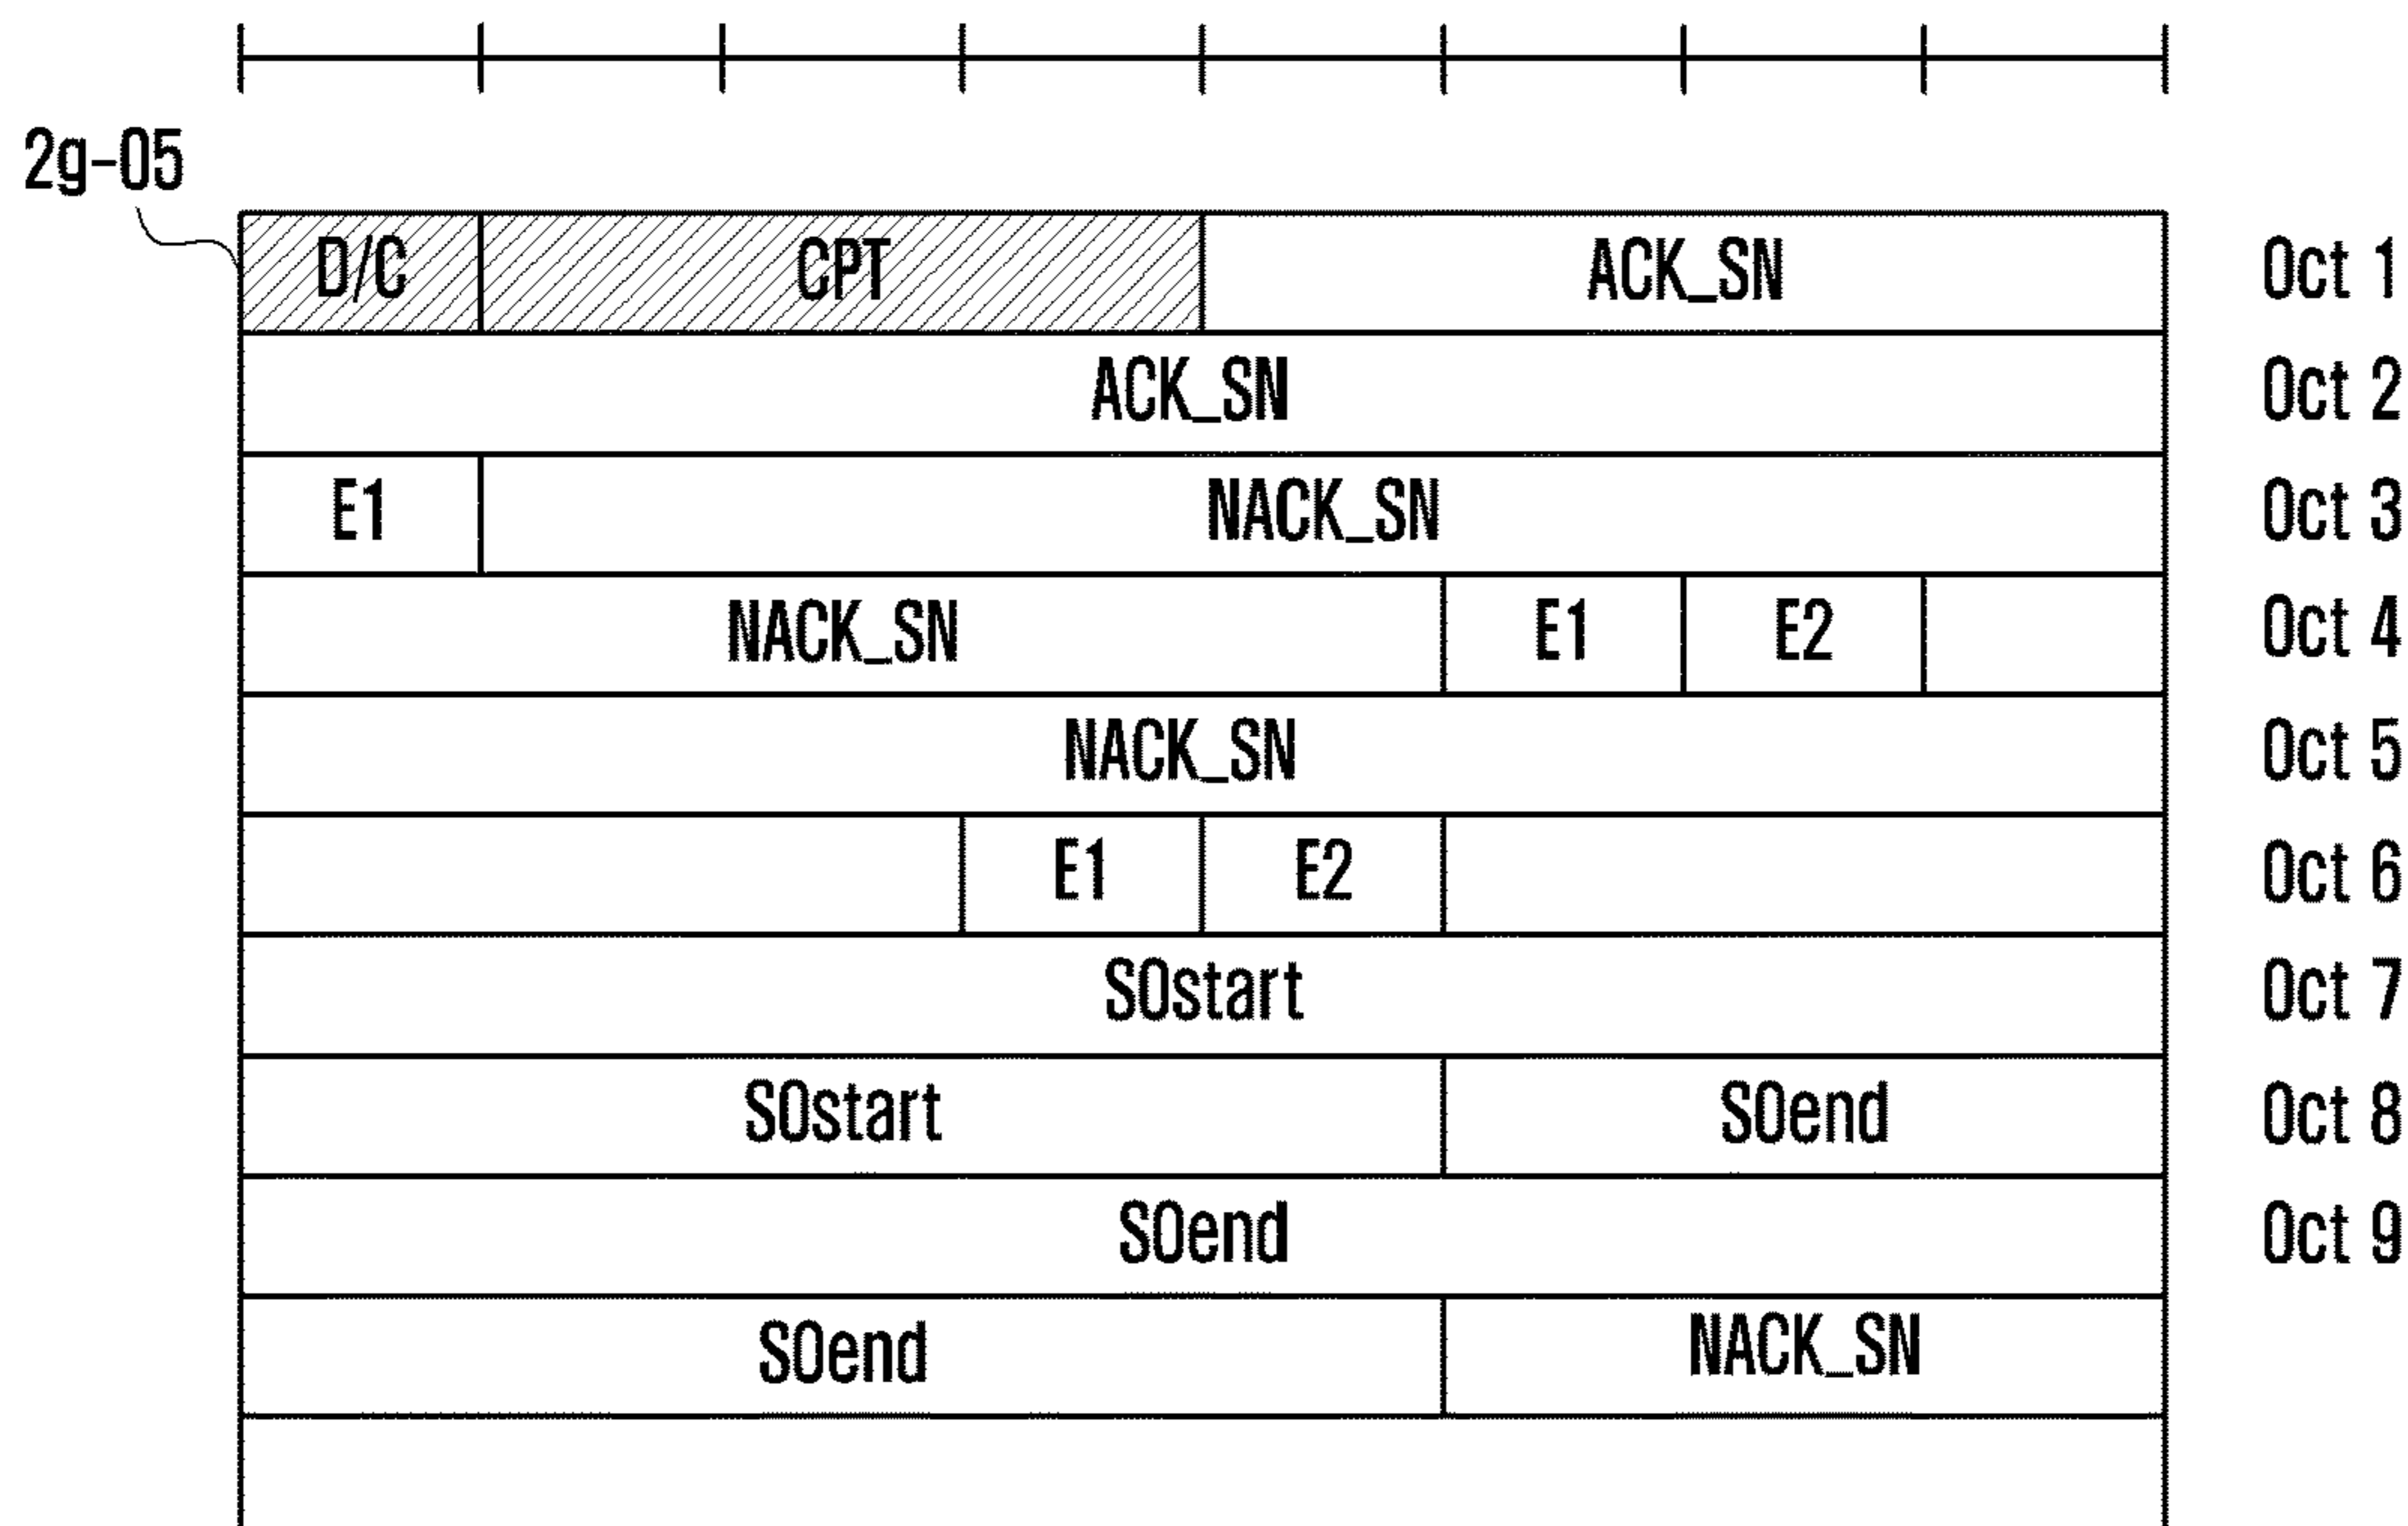 2g-05
D/C CPT ACK_SN Oct 1
ACK_SN Oct 2
E1 NACK_SN Oct 3
NACK_SN E1 E2 Oct 4
NACK_SN Oct 5
E1 E2 Oct 6
SOstart Oct 7
SOstart SOend Oct 8
SOend Oct 9
SOend NACK_SN